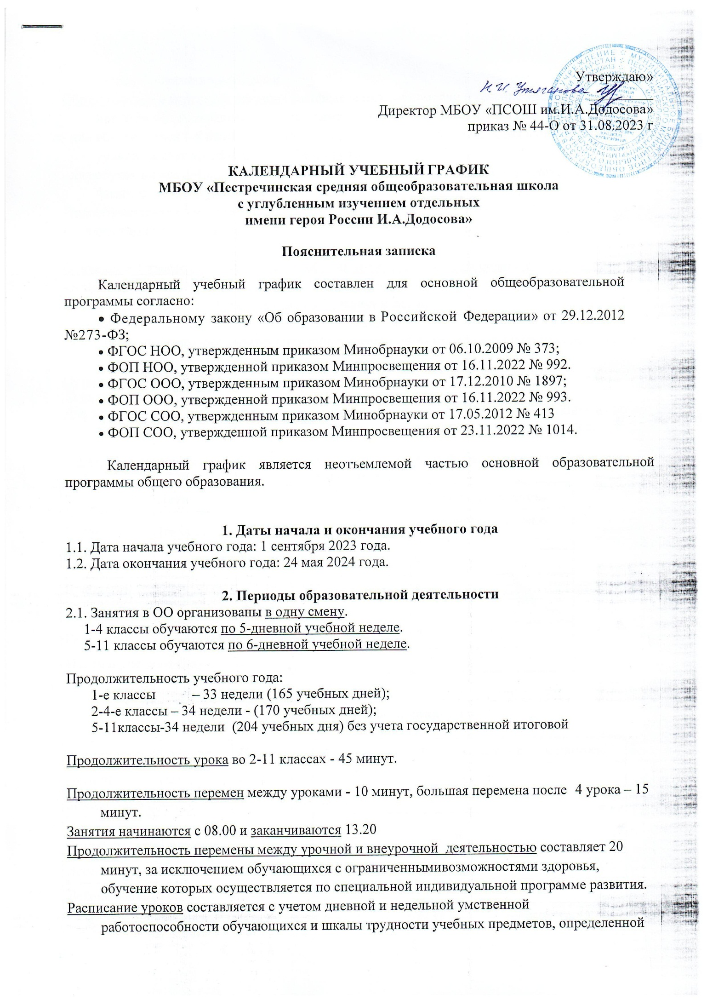 Утверждаю»
Н.И.
Директор МБОУ «ПСОШ им.И.А.Додосова»
приказ № 44-О от 31.08.2023 г
КАЛЕНДАРНЫЙ УЧЕБНЫЙ ГРАФИК
МБОУ «Пестречинская средняя общеобразовательная школа
с углубленным изучением отдельных
имени героя России И.А.Додосова»
Пояснительная записка
Календарный учебный график составлен для основной общеобразовательной
программы согласно:
• Федеральному закону «Об образовании в Российской Федерации» от 29.12.2012
№273-ФЗ;
• ФГОС НОО, утвержденным приказом Минобрнауки от 06.10.2009 № 373;
• ФОП НОО, утвержденной приказом Минпросвещения от 16.11.2022 № 992.
• ФГОС ООО, утвержденным приказом Минобрнауки от 17.12.2010 № 1897;
• ФОП ООО, утвержденной приказом Минпросвещения от 16.11.2022 № 993.
• ФГОС СОО, утвержденным приказом Минобрнауки от 17.05.2012 № 413
• ФОП СОО, утвержденной приказом Минпросвещения от 23.11.2022 № 1014.
Календарный график является неотъемлемой частью основной образовательной
программы общего образования.
1. Даты начала и окончания учебного года
1.1. Дата начала учебного года: 1 сентября 2023 года.
1.2. Дата окончания учебного года: 24 мая 2024 года.
2. Периоды образовательной деятельности
2.1. Занятия в ОО организованы в одну смену.
1-4 классы обучаются по 5-дневной учебной неделе.
5-11 классы обучаются по 6-дневной учебной неделе.
Продолжительность учебного года:
1-е классы – 33 недели (165 учебных дней);
2-4-е классы – 34 недели - (170 учебных дней);
5-11классы-34 недели (204 учебных дня) без учета государственной итоговой
Продолжительность урока во 2-11 классах - 45 минут.
Продолжительность перемен между уроками - 10 минут, большая перемена после 4 урока – 15
минут.
Занятия начинаются с 08.00 и заканчиваются 13.20
Продолжительность перемены между урочной и внеурочной деятельностью составляет 20
минут, за исключением обучающихся с ограниченнымивозможностями здоровья,
обучение которых осуществляется по специальной индивидуальной программе развития.
Расписание уроков составляется с учетом дневной и недельной умственной
работоспособности обучающихся и шкалы трудности учебных предметов, определенной